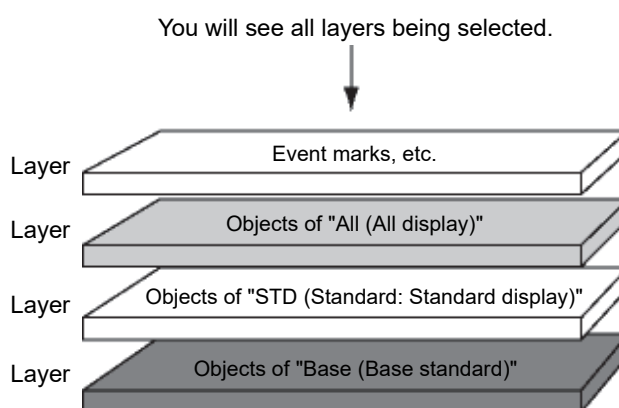 You will see all layers being selected.
Layer
Event marks, etc.
Layer
Objects of "All (All display)"
Layer
Objects of "STD (Standard: Standard display)"
Layer
Objects of "Base (Base standard)"